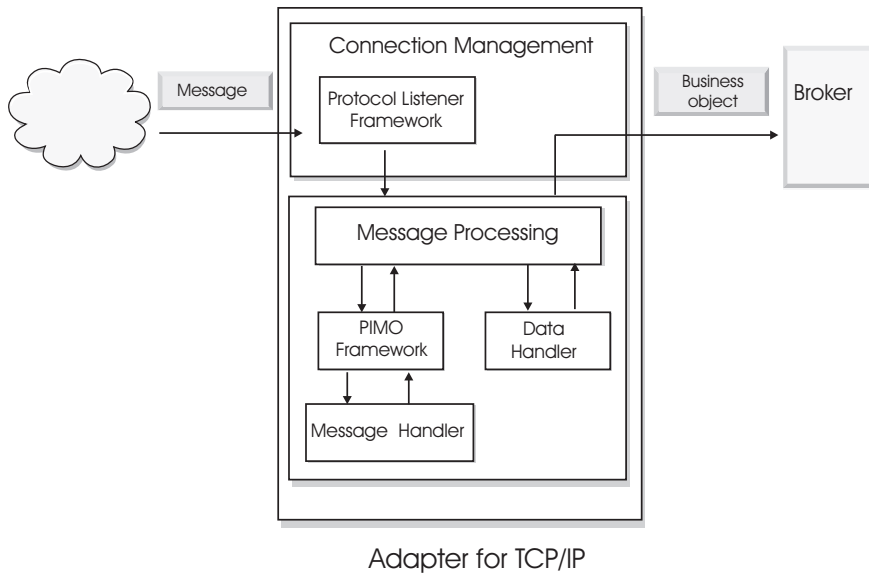 Connection Management
Message
Protocol Listener
Framework
Business
object
Broker
Message Processing
PIMO
Framework
Data
Handler
Message Handler
Adapter for TCP/IP